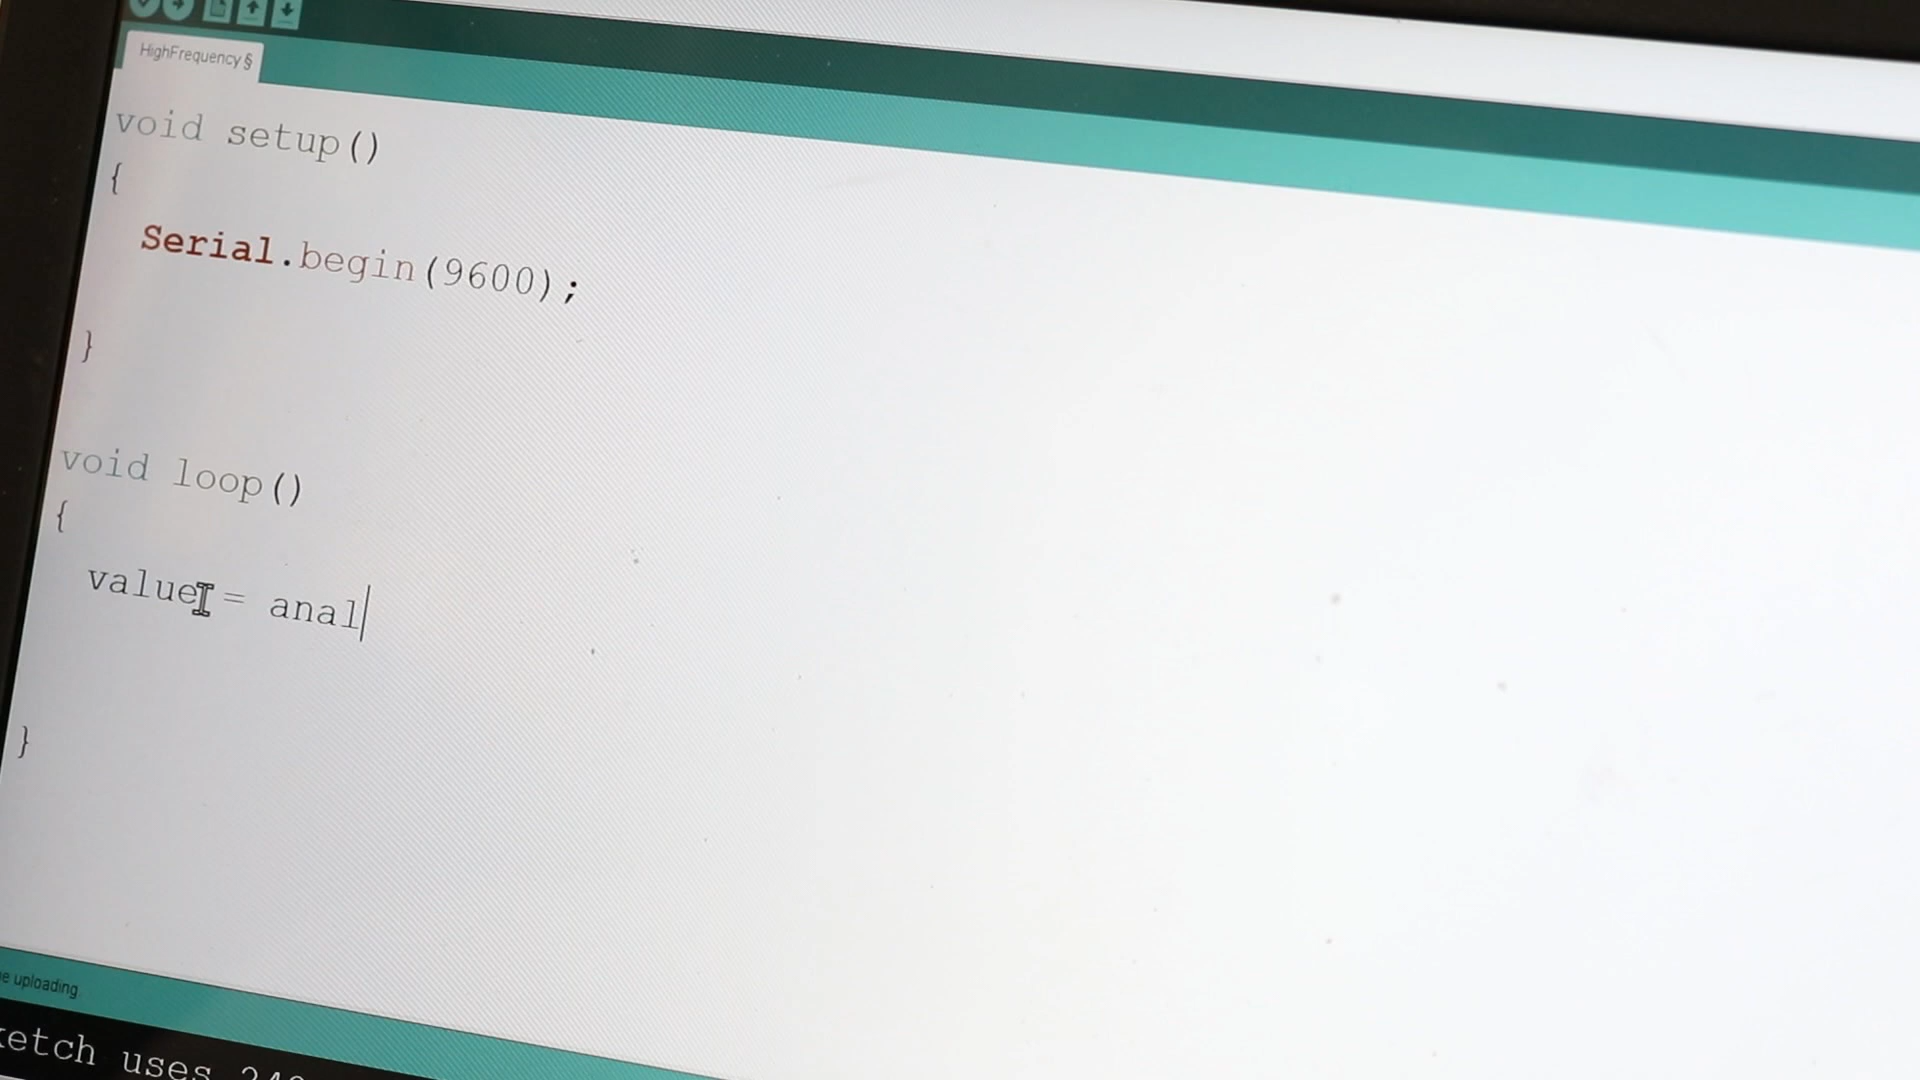 HighFrequency §
void setup()
{
Serial.begin(9600);
}
void loop()
{
value = anal
}
e uploading
etch uses